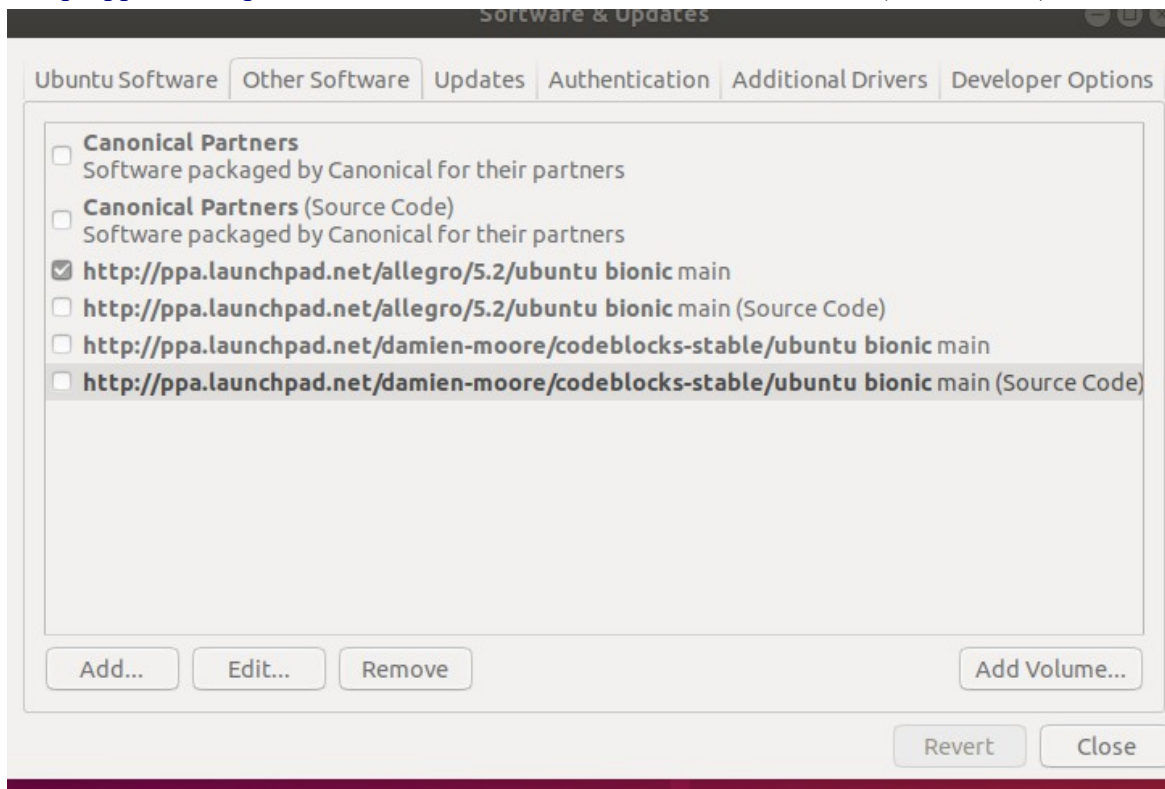 Software & Updates
Ubuntu Software Other Software Updates Authentication Additional Drivers Developer Options
Canonical Partners
Software packaged by Canonical for their partners
Canonical Partners (Source Code)
Software packaged by Canonical for their partners
http://ppa.launchpad.net/allegro/5.2/ubuntu bionic main
http://ppa.launchpad.net/allegro/5.2/ubuntu bionic main (Source Code)
http://ppa.launchpad.net/damien-moore/codeblocks-stable/ubuntu bionic main
http://ppa.launchpad.net/damien-moore/codeblocks-stable/ubuntu bionic main (Source Code)
Add... Edit... Remove Add Volume...
Revert Close